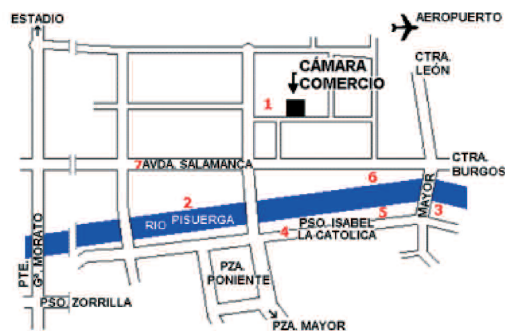 ESTADIO
AEROPUERTO
CTRA.
LEÓN
CÁMARA
COMERCIO
1
7 AVDA. SALAMANCA
CTRA.
BURGOS
6
2
MAYOR
RIO PISUERGA
5
3
PSO. ISABEL
LA CATOLICA
4
PTE.
Gª. MORATO
PZA.
PONIENTE
PSO. ZORRILLA
PZA. MAYOR